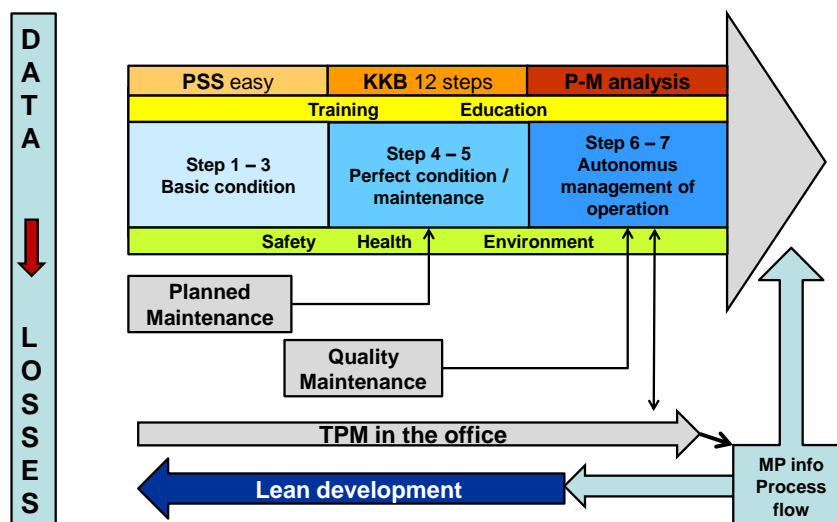 DATA
LOSSES
PSS easy
KKB 12 steps
P-M analysis
Training Education
Step 1 – 3
Basic condition
Step 4 – 5
Perfect condition /
maintenance
Step 6 – 7
Autonomus
management of
operation
Safety Health Environment
Planned
Maintenance
Quality
Maintenance
TPM in the office
Lean development
MP info
Process
flow